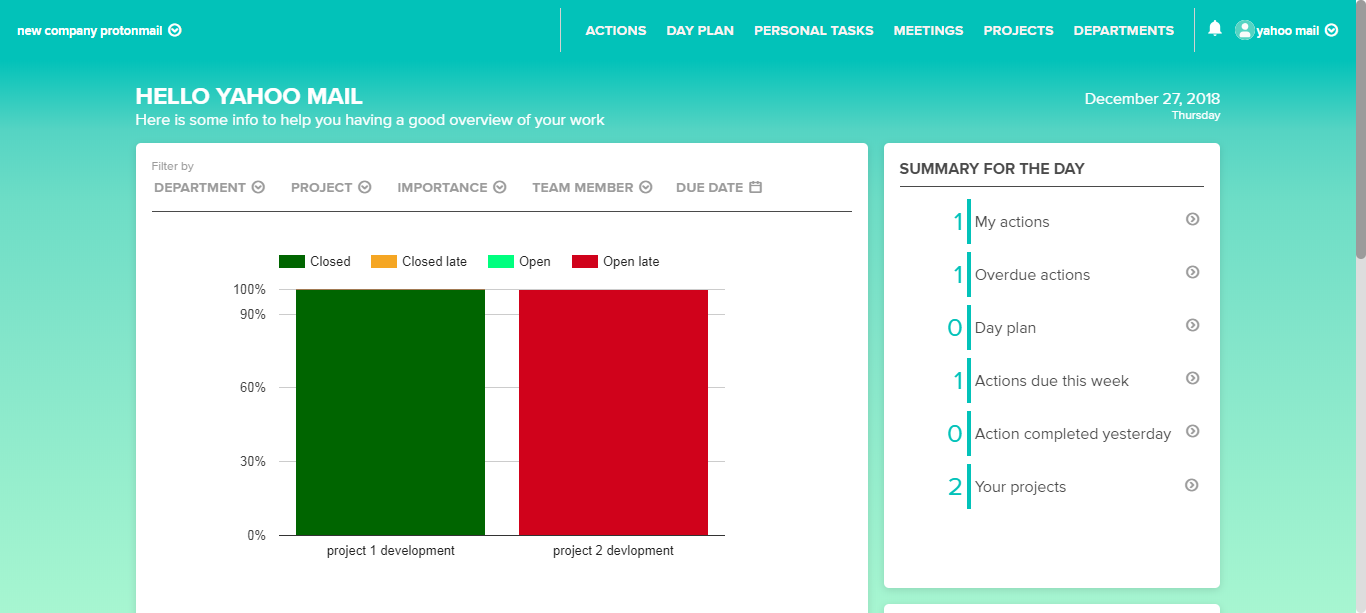 new company protonmail
ACTIONS DAY PLAN PERSONAL TASKS MEETINGS PROJECTS DEPARTMENTS
yahoo mail
HELLO YAHOO MAIL
Here is some info to help you having a good overview of your work
December 27, 2018
Thursday
Filter by
DEPARTMENT PROJECT IMPORTANCE TEAM MEMBER DUE DATE
Closed Closed late Open Open late
100%
90%
60%
30%
0%
project 1 development project 2 devlopment
SUMMARY FOR THE DAY
1 My actions
1 Overdue actions
0 Day plan
1 Actions due this week
0 Action completed yesterday
2 Your projects